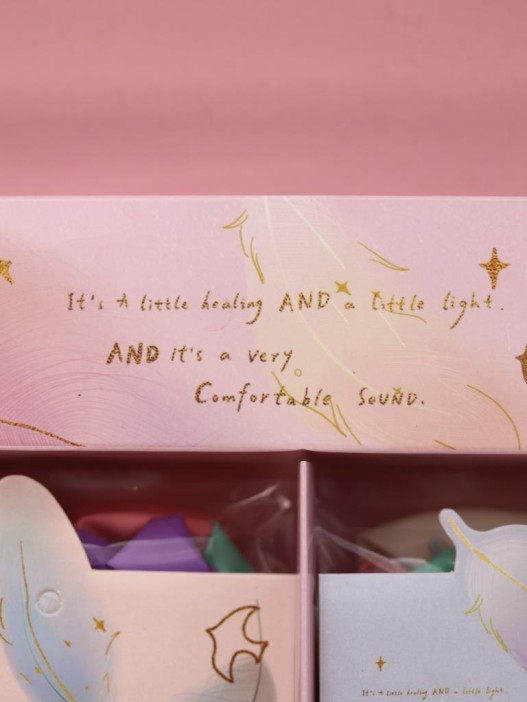 It's A little healing AND a little light.
AND it's a very
Comfortable SoUND.
It's A little healing AND a little light.